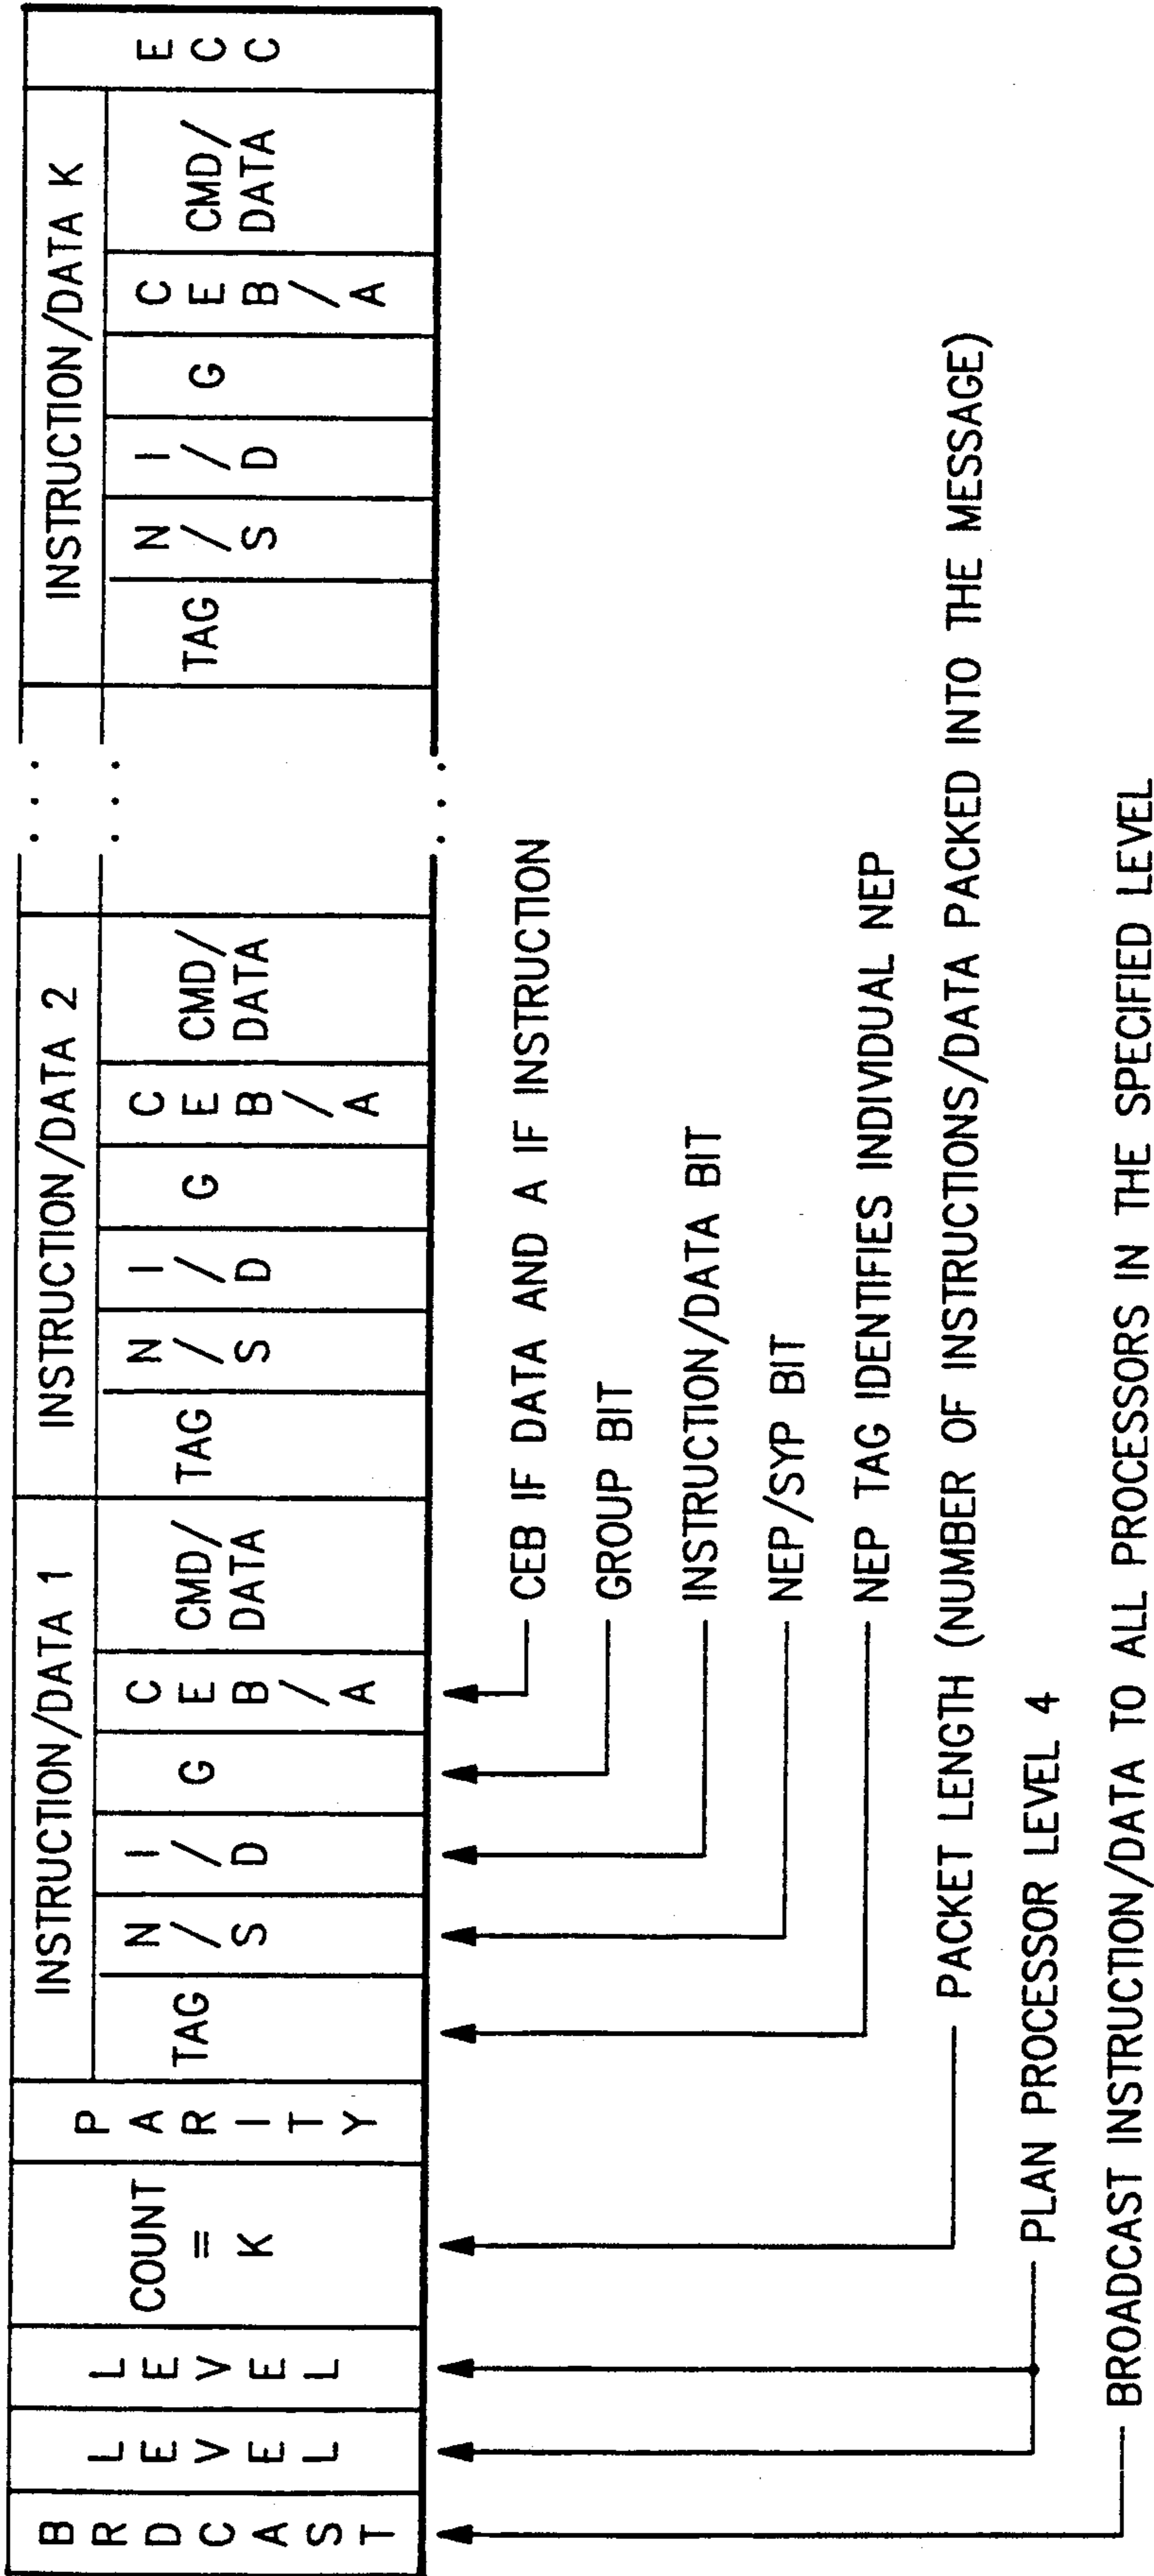 BRDCAST
LEVEL
LEVEL
COUNT
=
K
PARITY
INSTRUCTION/DATA 1
TAG
N/S
I/D
G
CEB/A
CMD/
DATA
INSTRUCTION/DATA 2
TAG
N/S
I/D
G
CEB/A
CMD/
DATA
. . .
. . .
. . .
INSTRUCTION/DATA K
TAG
N/S
I/D
G
CEB/A
CMD/
DATA
ECC
CEB IF DATA AND A IF INSTRUCTION
GROUP BIT
INSTRUCTION/DATA BIT
NEP/SYP BIT
NEP TAG IDENTIFIES INDIVIDUAL NEP
PACKET LENGTH (NUMBER OF INSTRUCTIONS/DATA PACKED INTO THE MESSAGE)
PLAN PROCESSOR LEVEL 4
BROADCAST INSTRUCTION/DATA TO ALL PROCESSORS IN THE SPECIFIED LEVEL